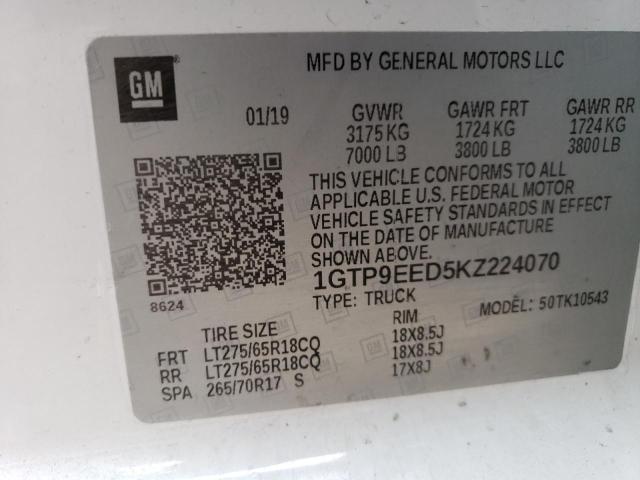 GM
MFD BY GENERAL MOTORS LLC
01/19 GVWR GAWR FRT GAWR RR
3175 KG 1724 KG 1724 KG
7000 LB 3800 LB 3800 LB
THIS VEHICLE CONFORMS TO ALL
APPLICABLE U.S. FEDERAL MOTOR
VEHICLE SAFETY STANDARDS IN EFFECT
ON THE DATE OF MANUFACTURE
SHOWN ABOVE.
8624
1GTP9EED5KZ224070
TYPE: TRUCK MODEL: 50TK10543
TIRE SIZE RIM
FRT LT275/65R18CQ 18X8.5J
RR LT275/65R18CQ 18X8.5J
SPA 265/70R17 S 17X8J